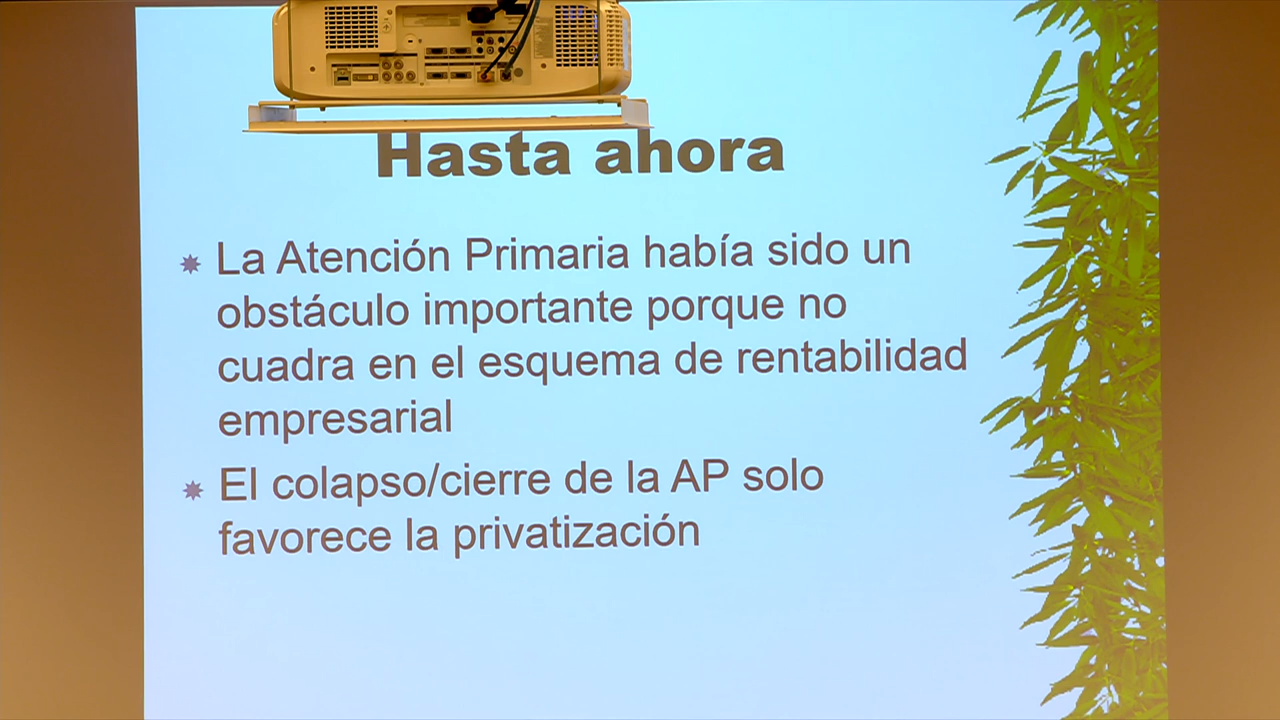 Hasta ahora
La Atención Primaria había sido un
obstáculo importante porque no
cuadra en el esquema de rentabilidad
empresarial
El colapso/cierre de la AP solo
favorece la privatización